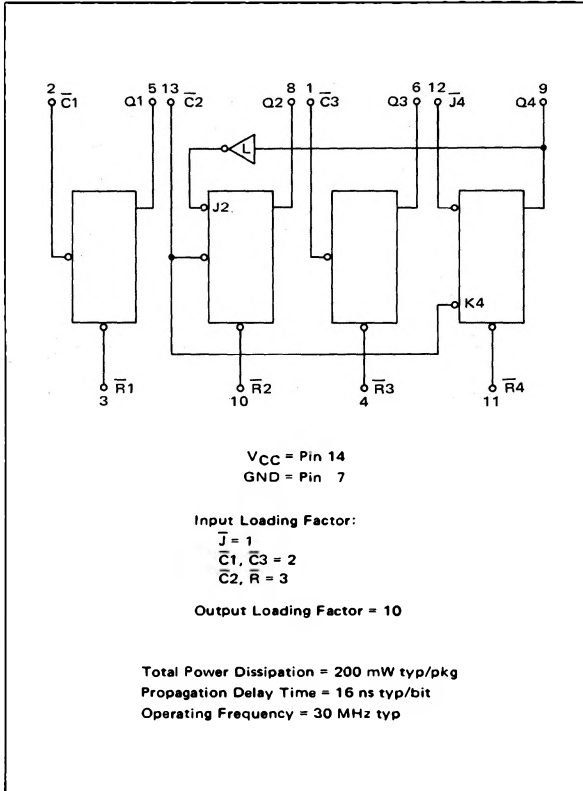 2 5 13 8 1 6 12 9
C̅1 Q1 C̅2 Q2 C̅3 Q3 J̅4 Q4
L
J2
K4
R̅1 R̅2 R̅3 R̅4
3 10 4 11
VCC = Pin 14
GND = Pin 7
Input Loading Factor:
J̅ = 1
C̅1, C̅3 = 2
C̅2, R̅ = 3
Output Loading Factor = 10
Total Power Dissipation = 200 mW typ/pkg
Propagation Delay Time = 16 ns typ/bit
Operating Frequency = 30 MHz typ